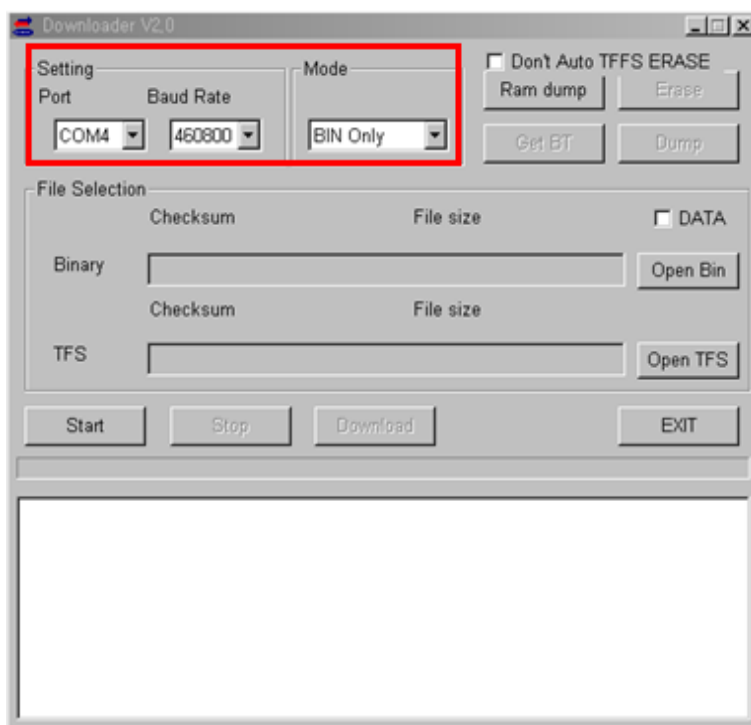 Downloader V2,0
Setting
Mode
Don't Auto TFFS ERASE
Port
Baud Rate
Ram dump
Erase
COM4
460800
BIN Only
Get BT
Dump
File Selection
Checksum
File size
DATA
Binary
Open Bin
Checksum
File size
TFS
Open TFS
Start
Stop
Download
EXIT